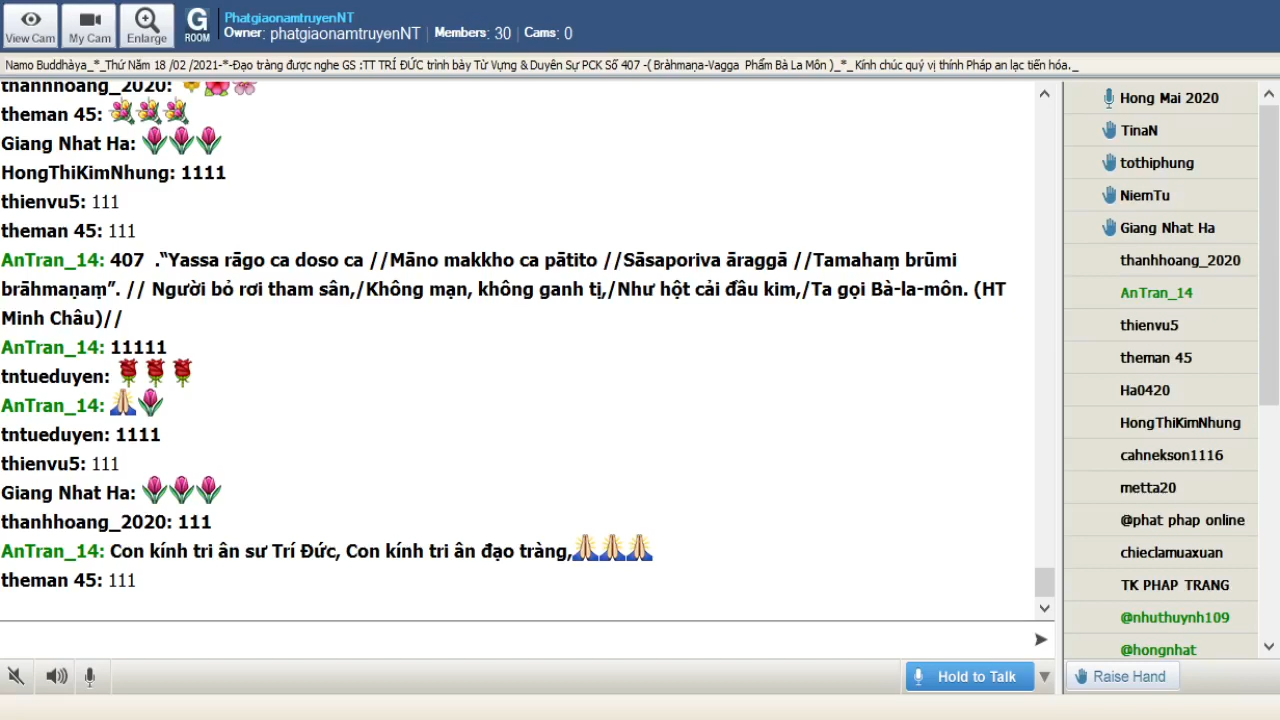 View Cam
My Cam
Enlarge
G
ROOM
PhatgiaonamtruyenNT
Owner: phatgiaonamtruyenNT | Members: 30 | Cams: 0
Namo Buddhàya_*_Thứ Năm 18 /02 /2021-*-Đạo tràng được nghe GS :TT TRÍ ĐỨC trình bày Từ Vựng & Duyên Sự PCK Số 407 -( Bràhmaṇa-Vagga Phẩm Bà La Môn )_*_ Kính chúc quý vị thính Pháp an lạc tiến hóa._
thanhhoang_2020:
theman 45:
Giang Nhat Ha:
HongThiKimNhung: 1111
thienvu5: 111
theman 45: 111
AnTran_14: 407 .“Yassa rāgo ca doso ca //Māno makkho ca pātito //Sāsaporiva āraggā //Tamahaṃ brūmi
brāhmaṇaṃ”. // Người bỏ rơi tham sân,/Không mạn, không ganh tị,/Như hột cải đầu kim,/Ta gọi Bà-la-môn. (HT
Minh Châu)//
AnTran_14: 11111
tntueduyen:
AnTran_14:
tntueduyen: 1111
thienvu5: 111
Giang Nhat Ha:
thanhhoang_2020: 111
AnTran_14: Con kính tri ân sư Trí Đức, Con kính tri ân đạo tràng,
theman 45: 111
Hold to Talk
Hong Mai 2020
TinaN
tothiphung
NiemTu
Giang Nhat Ha
thanhhoang_2020
AnTran_14
thienvu5
theman 45
Ha0420
HongThiKimNhung
cahnekson1116
metta20
@phat phap online
chieclamuaxuan
TK PHAP TRANG
@nhuthuynh109
@hongnhat
Raise Hand